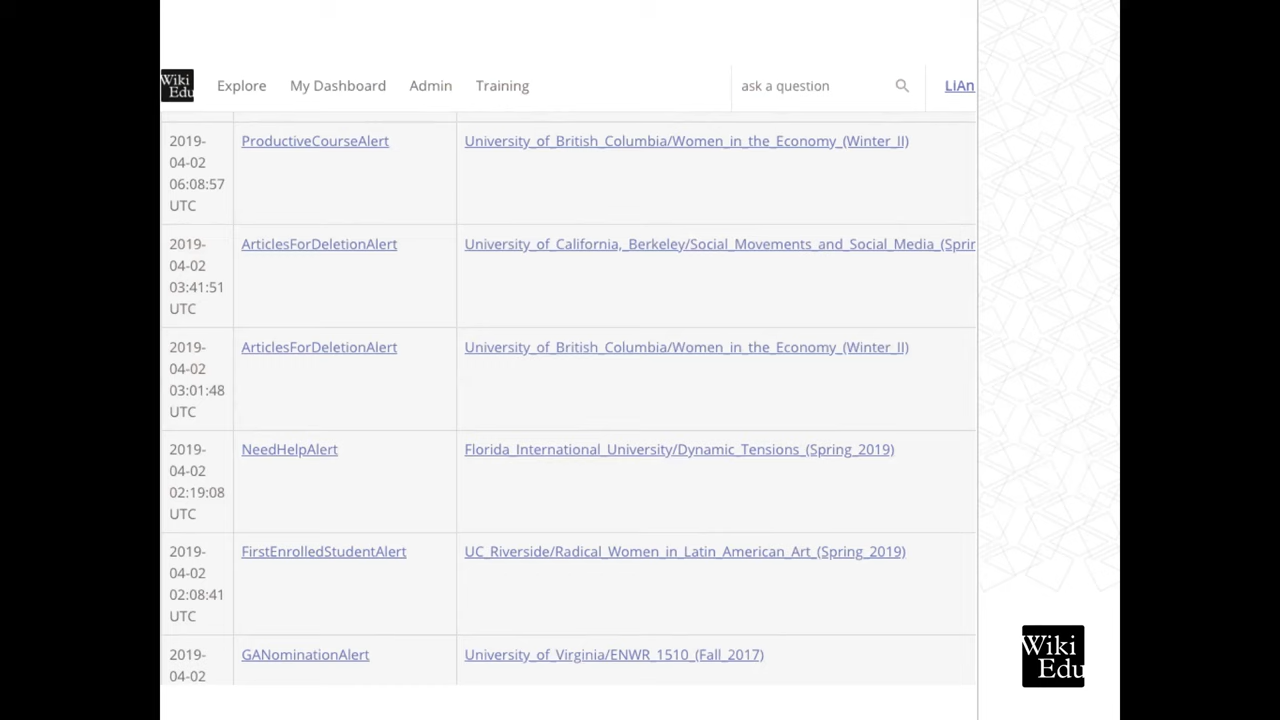 Wiki
Edu
Explore
My Dashboard
Admin
Training
ask a question
LiAn
2019-
04-02
06:08:57
UTC
ProductiveCourseAlert
University_of_British_Columbia/Women_in_the_Economy_(Winter_II)
2019-
04-02
03:41:51
UTC
ArticlesForDeletionAlert
University_of_California,_Berkeley/Social_Movements_and_Social_Media_(Sprin
2019-
04-02
03:01:48
UTC
ArticlesForDeletionAlert
University_of_British_Columbia/Women_in_the_Economy_(Winter_II)
2019-
04-02
02:19:08
UTC
NeedHelpAlert
Florida_International_University/Dynamic_Tensions_(Spring_2019)
2019-
04-02
02:08:41
UTC
FirstEnrolledStudentAlert
UC_Riverside/Radical_Women_in_Latin_American_Art_(Spring_2019)
2019-
04-02
GANominationAlert
University_of_Virginia/ENWR_1510_(Fall_2017)
Wiki
Edu